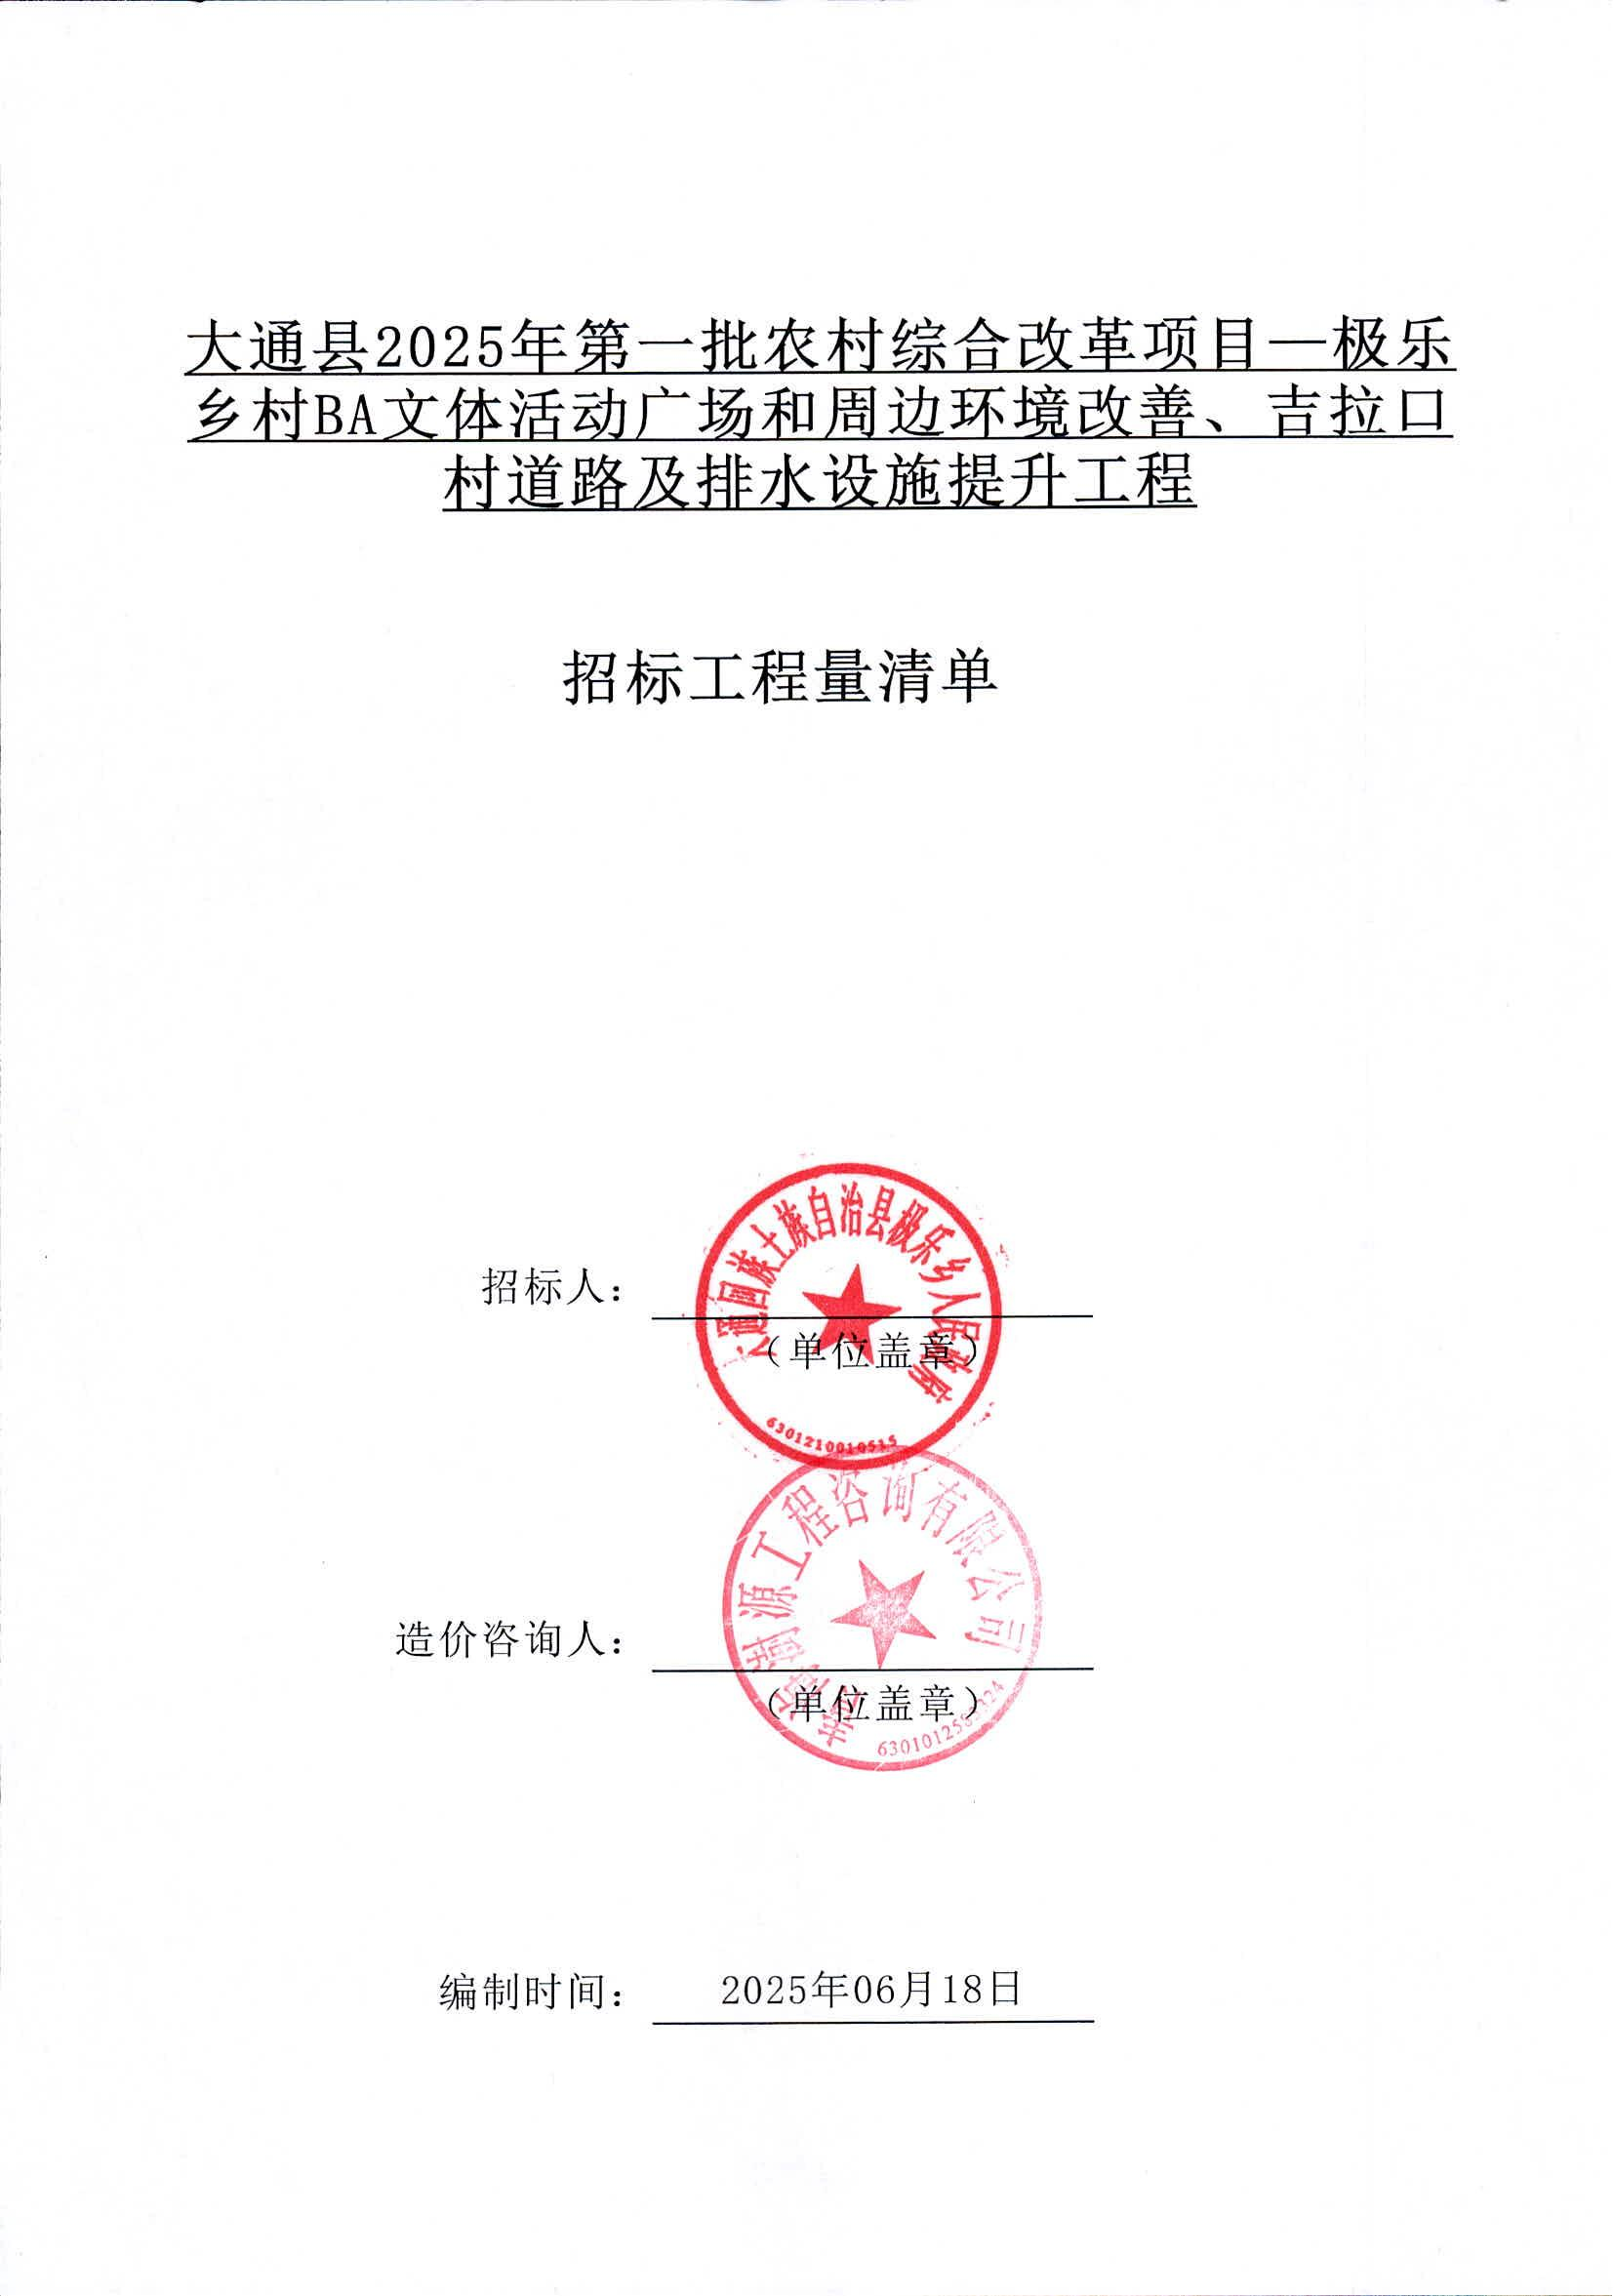 大通县2025年第一批农村综合改革项目—极乐
乡村BA文体活动广场和周边环境改善、吉拉口
村道路及排水设施提升工程
招标工程量清单
大通回族土族自治县极乐乡人民政府
招标人：
（单位盖章）
6301210010515
源工程咨询有限公司
造价咨询人：
（单位盖章）
编制时间：
2025年06月18日